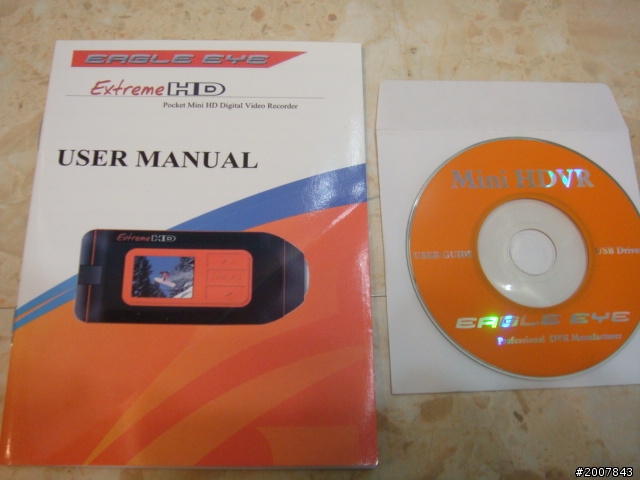 EAGLE EYE
Extreme HD
Pocket Mini HD Digital Video Recorder
USER MANUAL
Extreme HD
Mini HDVR
USER GUIDE
USB Driver
EAGLE EYE
Professional DVR Manufacturer
#2007843